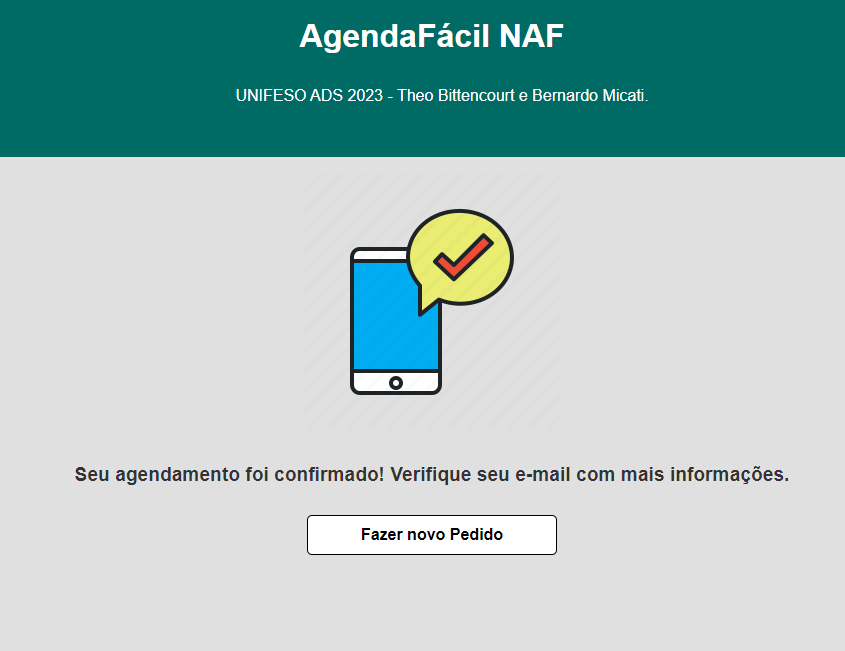 AgendaFácil NAF
UNIFESO ADS 2023 - Theo Bittencourt e Bernardo Micati.
Seu agendamento foi confirmado! Verifique seu e-mail com mais informações.
Fazer novo Pedido